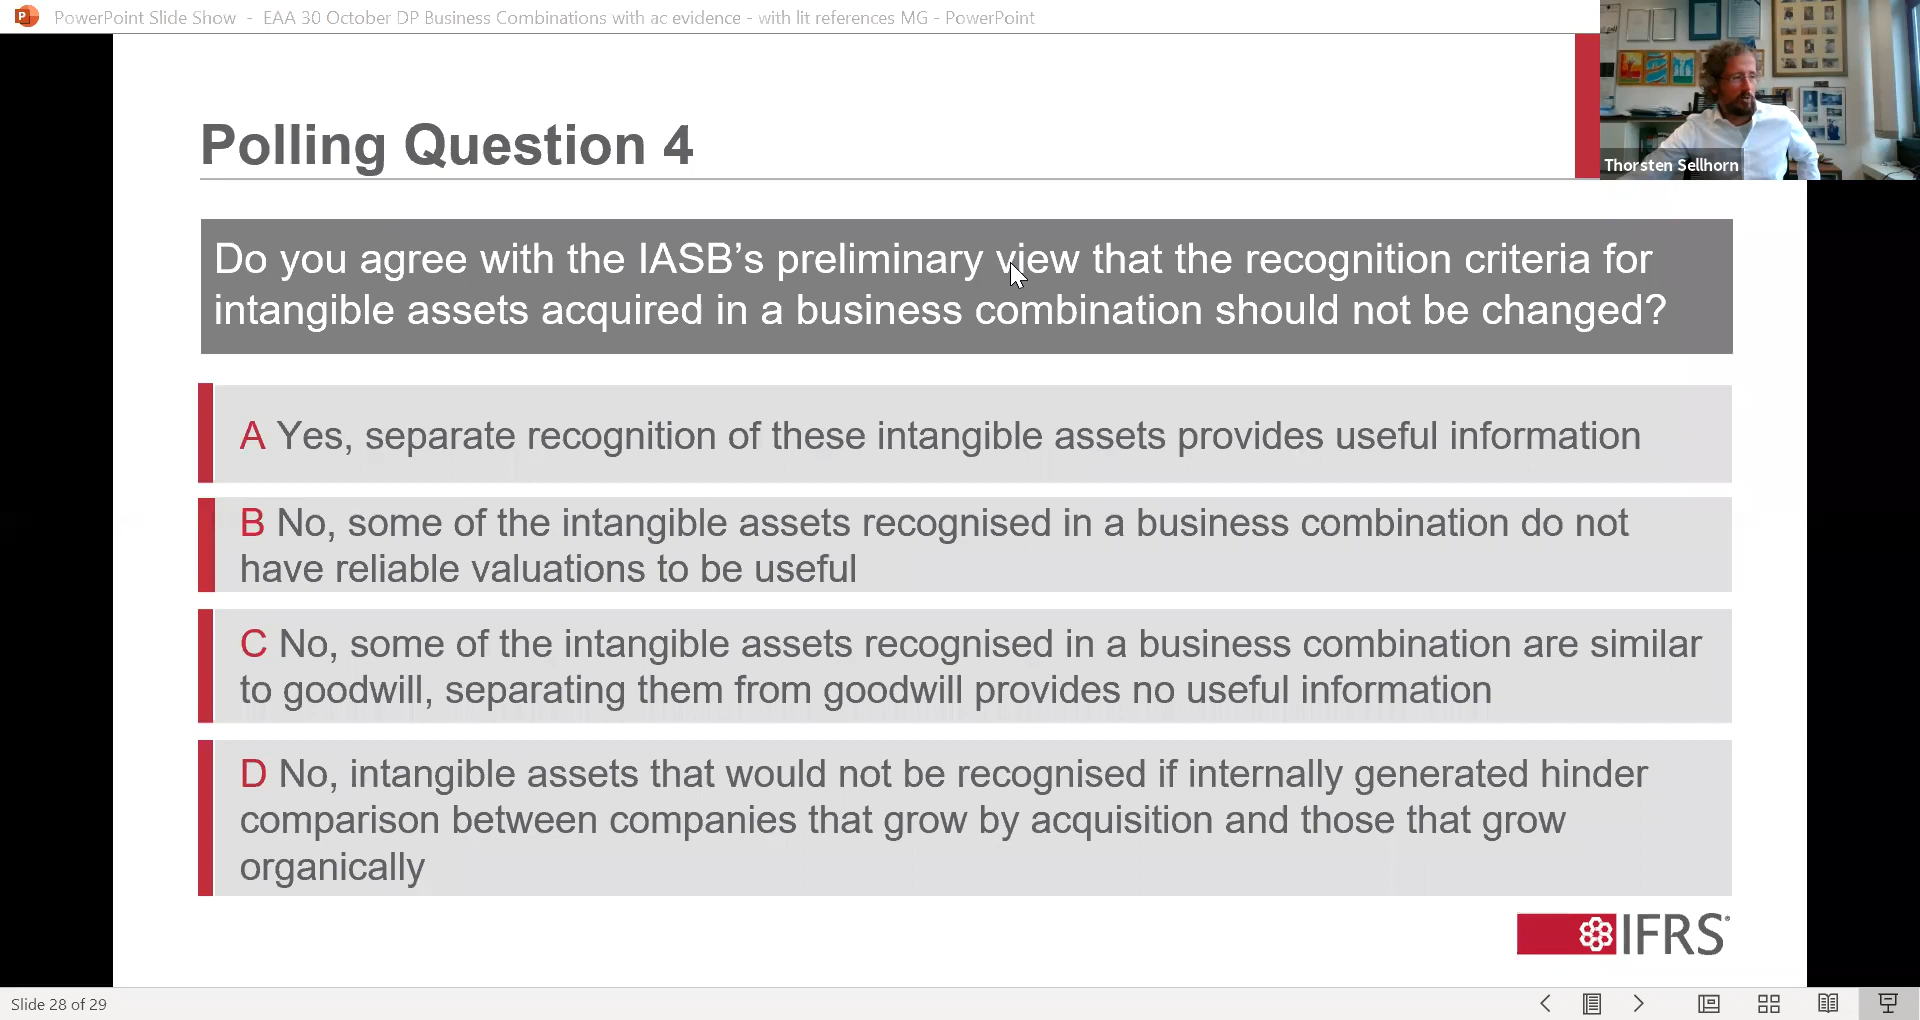 PowerPoint Slide Show - EAA 30 October DP Business Combinations with ac evidence - with lit references MG - PowerPoint
Thorsten Sellhorn
Polling Question 4
Do you agree with the IASB’s preliminary view that the recognition criteria for
intangible assets acquired in a business combination should not be changed?
A Yes, separate recognition of these intangible assets provides useful information
B No, some of the intangible assets recognised in a business combination do not
have reliable valuations to be useful
C No, some of the intangible assets recognised in a business combination are similar
to goodwill, separating them from goodwill provides no useful information
D No, intangible assets that would not be recognised if internally generated hinder
comparison between companies that grow by acquisition and those that grow
organically
IFRS®
Slide 28 of 29